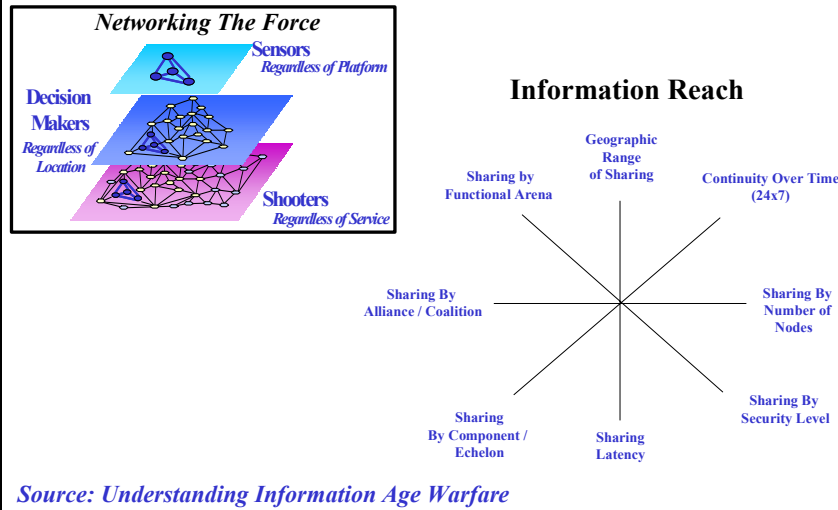 Networking The Force
Sensors
Regardless of Platform
Decision
Makers
Regardless of
Location
Shooters
Regardless of Service
Information Reach
Geographic
Range
of Sharing
Continuity Over Time
(24x7)
Sharing By
Number of
Nodes
Sharing By
Security Level
Sharing
Latency
Sharing
By Component /
Echelon
Sharing By
Alliance / Coalition
Sharing by
Functional Arena
Source: Understanding Information Age Warfare